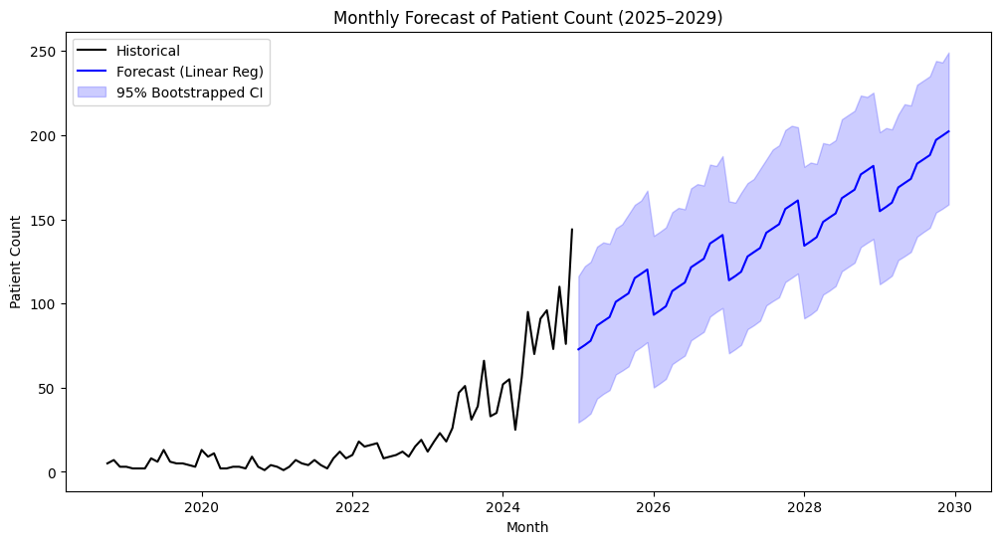 Monthly Forecast of Patient Count (2025–2029)
Historical
Forecast (Linear Reg)
95% Bootstrapped CI
Patient Count
250
200
150
100
50
0
2020 2022 2024 2026 2028 2030
Month